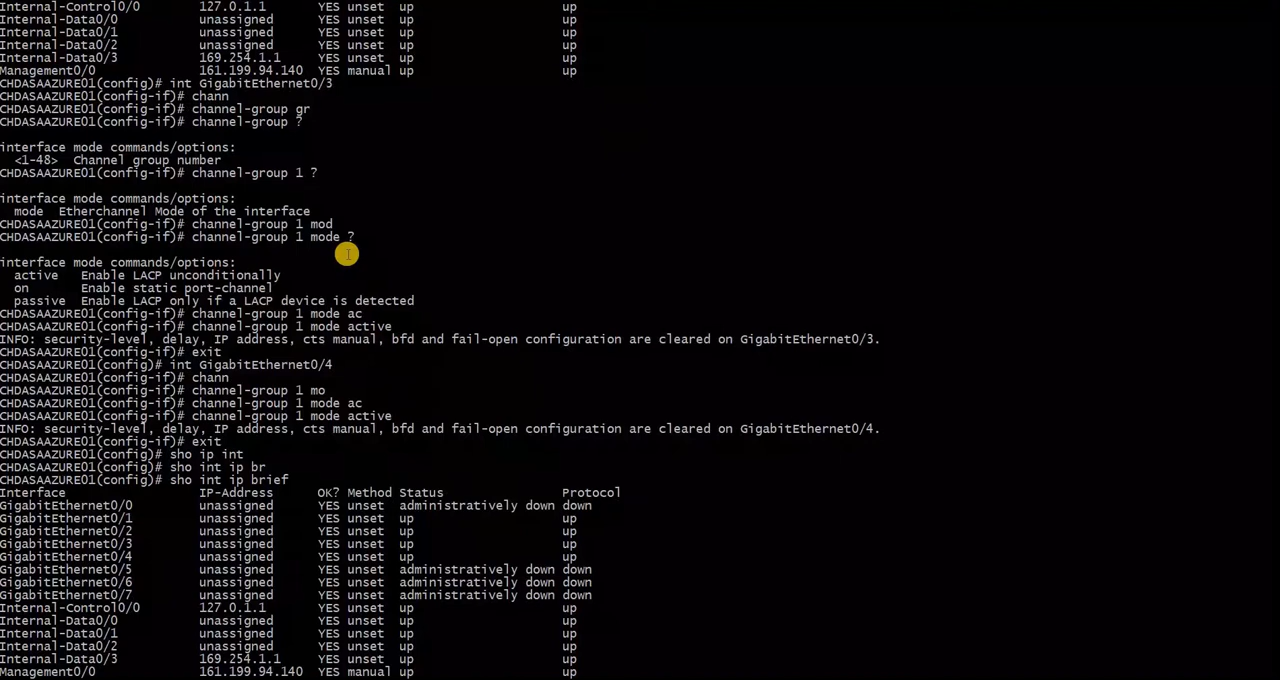 Internal-Control0/0 127.0.1.1 YES unset up up
Internal-Data0/0 unassigned YES unset up up
Internal-Data0/1 unassigned YES unset up up
Internal-Data0/2 unassigned YES unset up up
Internal-Data0/3 169.254.1.1 YES unset up up
Management0/0 161.199.94.140 YES manual up up
CHDASAAZURE01(config)# int GigabitEthernet0/3
CHDASAAZURE01(config-if)# chann
CHDASAAZURE01(config-if)# channel-group gr
CHDASAAZURE01(config-if)# channel-group ?
interface mode commands/options:
<1-48> Channel group number
CHDASAAZURE01(config-if)# channel-group 1 ?
interface mode commands/options:
mode Etherchannel Mode of the interface
CHDASAAZURE01(config-if)# channel-group 1 mod
CHDASAAZURE01(config-if)# channel-group 1 mode ?
interface mode commands/options:
active Enable LACP unconditionally
on Enable static port-channel
passive Enable LACP only if a LACP device is detected
CHDASAAZURE01(config-if)# channel-group 1 mode ac
CHDASAAZURE01(config-if)# channel-group 1 mode active
INFO: security-level, delay, IP address, cts manual, bfd and fail-open configuration are cleared on GigabitEthernet0/3.
CHDASAAZURE01(config-if)# exit
CHDASAAZURE01(config)# int GigabitEthernet0/4
CHDASAAZURE01(config-if)# chann
CHDASAAZURE01(config-if)# channel-group 1 mo
CHDASAAZURE01(config-if)# channel-group 1 mode ac
CHDASAAZURE01(config-if)# channel-group 1 mode active
INFO: security-level, delay, IP address, cts manual, bfd and fail-open configuration are cleared on GigabitEthernet0/4.
CHDASAAZURE01(config-if)# exit
CHDASAAZURE01(config)# sho ip int
CHDASAAZURE01(config)# sho int ip br
CHDASAAZURE01(config)# sho int ip brief
Interface IP-Address OK? Method Status Protocol
GigabitEthernet0/0 unassigned YES unset administratively down down
GigabitEthernet0/1 unassigned YES unset up up
GigabitEthernet0/2 unassigned YES unset up up
GigabitEthernet0/3 unassigned YES unset up up
GigabitEthernet0/4 unassigned YES unset up up
GigabitEthernet0/5 unassigned YES unset administratively down down
GigabitEthernet0/6 unassigned YES unset administratively down down
GigabitEthernet0/7 unassigned YES unset administratively down down
Internal-Control0/0 127.0.1.1 YES unset up up
Internal-Data0/0 unassigned YES unset up up
Internal-Data0/1 unassigned YES unset up up
Internal-Data0/2 unassigned YES unset up up
Internal-Data0/3 169.254.1.1 YES unset up up
Management0/0 161.199.94.140 YES manual up up